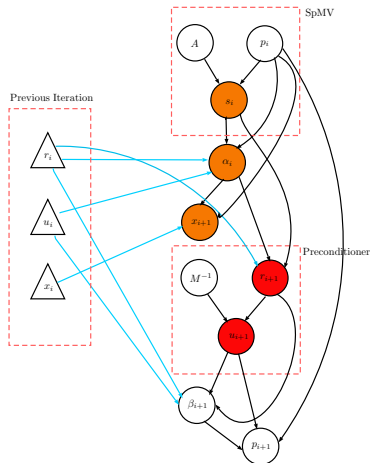 SpMV
A
p_i
s_i
Previous Iteration
r_i
α_i
u_i
x_{i+1}
Preconditioner
x_i
M^{-1}
r_{i+1}
u_{i+1}
β_{i+1}
p_{i+1}